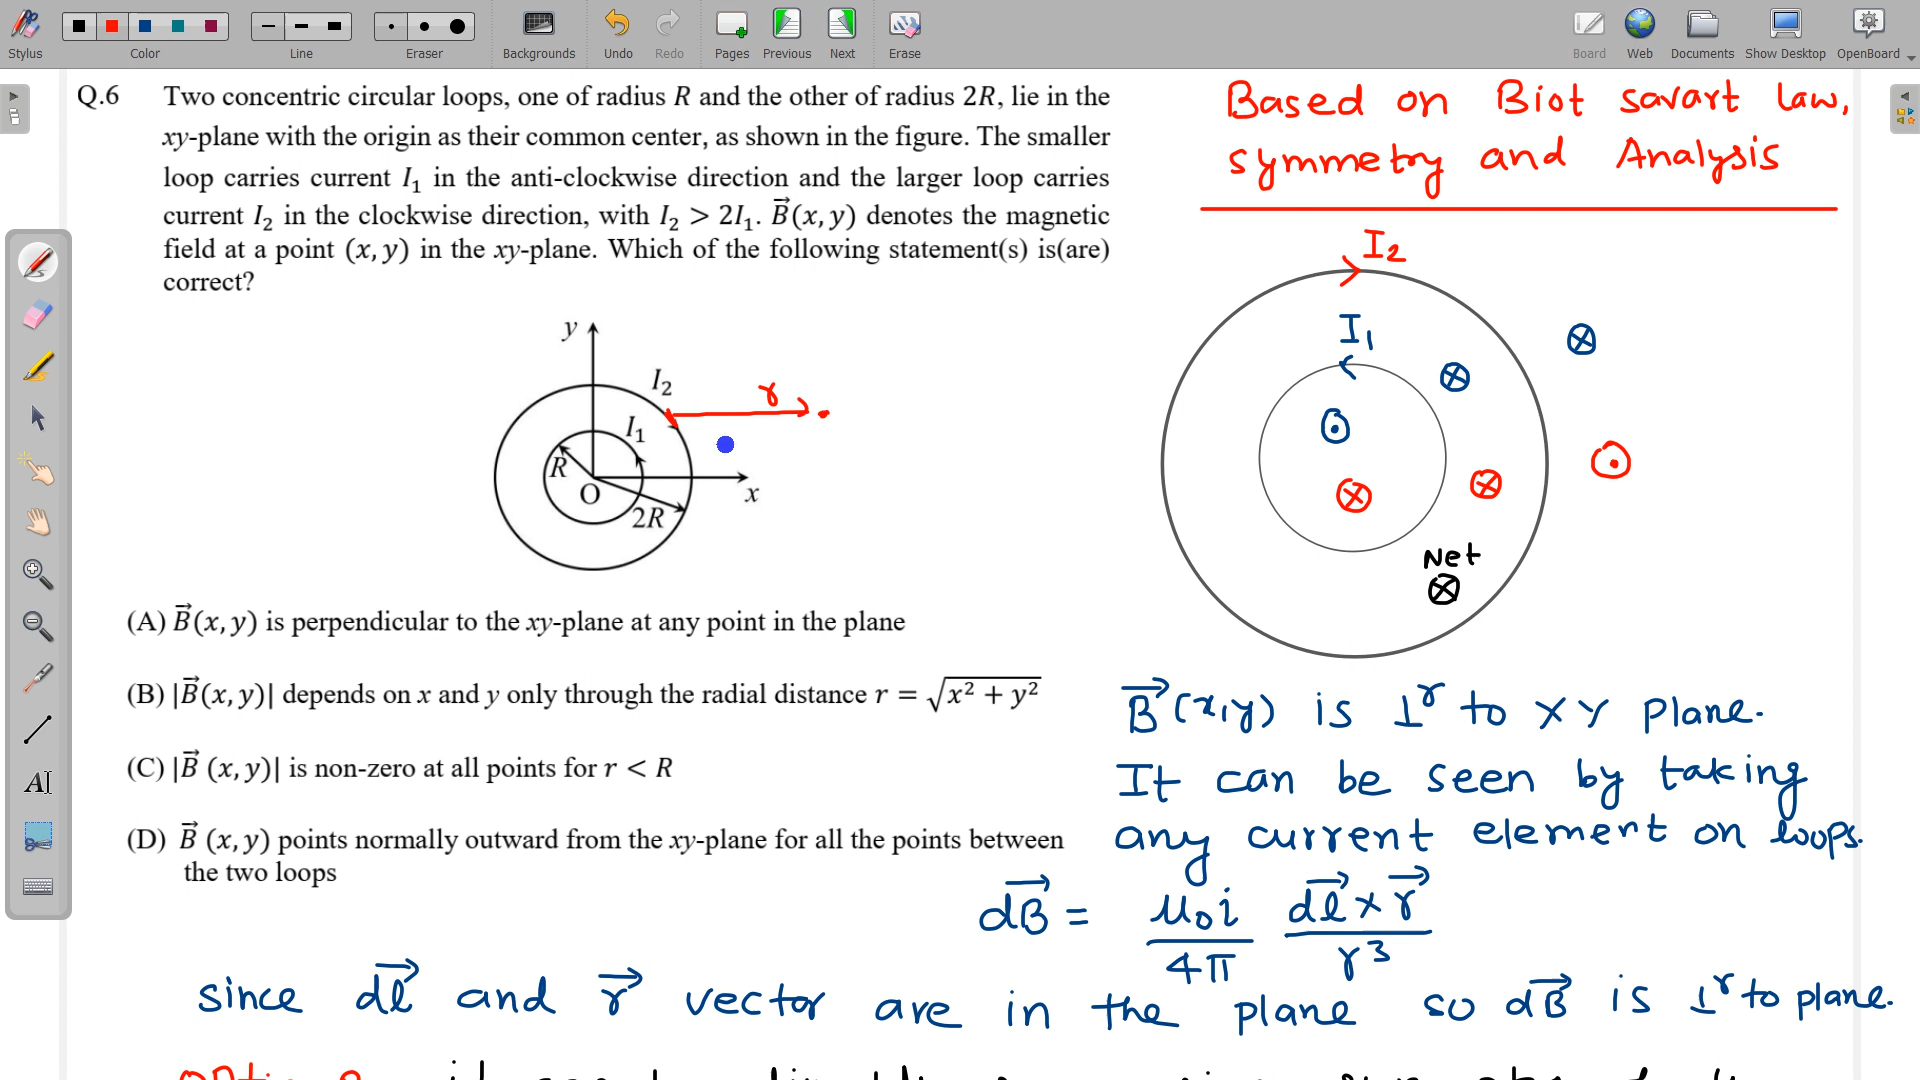 Stylus
Color
Line
Eraser
Backgrounds
Undo
Redo
Pages
Previous
Next
Erase
Board
Web
Documents
Show Desktop
OpenBoard
Q.6 Two concentric circular loops, one of radius R and the other of radius 2R, lie in the
xy-plane with the origin as their common center, as shown in the figure. The smaller
loop carries current I₁ in the anti-clockwise direction and the larger loop carries
current I₂ in the clockwise direction, with I₂ > 2I₁. B⃗(x, y) denotes the magnetic
field at a point (x, y) in the xy-plane. Which of the following statement(s) is(are)
correct?
y
I₂
r
I₁
R
O
x
2R
(A) B⃗(x, y) is perpendicular to the xy-plane at any point in the plane
(B) |B⃗(x, y)| depends on x and y only through the radial distance r = √(x² + y²)
(C) |B⃗ (x, y)| is non-zero at all points for r < R
(D) B⃗ (x, y) points normally outward from the xy-plane for all the points between
the two loops
Based on Biot savart law,
symmetry and Analysis
I₂
I₁
Net
B⃗(x,y) is ⊥ʳ to XY plane.
It can be seen by taking
any current element on loops.
dB⃗ = μ₀i/4π dl⃗ × r⃗/r³
since dl⃗ and r⃗ vector are in the plane so dB⃗ is ⊥ʳ to plane.